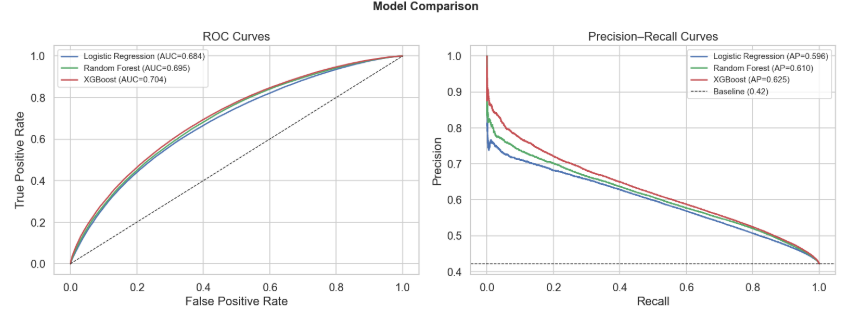 Model Comparison
ROC Curves
Logistic Regression (AUC=0.684)
Random Forest (AUC=0.695)
XGBoost (AUC=0.704)
1.0
0.8
0.6
0.4
0.2
0.0
True Positive Rate
0.0 0.2 0.4 0.6 0.8 1.0
False Positive Rate
Precision–Recall Curves
Logistic Regression (AP=0.596)
Random Forest (AP=0.610)
XGBoost (AP=0.625)
Baseline (0.42)
1.0
0.9
0.8
0.7
0.6
0.5
0.4
Precision
0.0 0.2 0.4 0.6 0.8 1.0
Recall